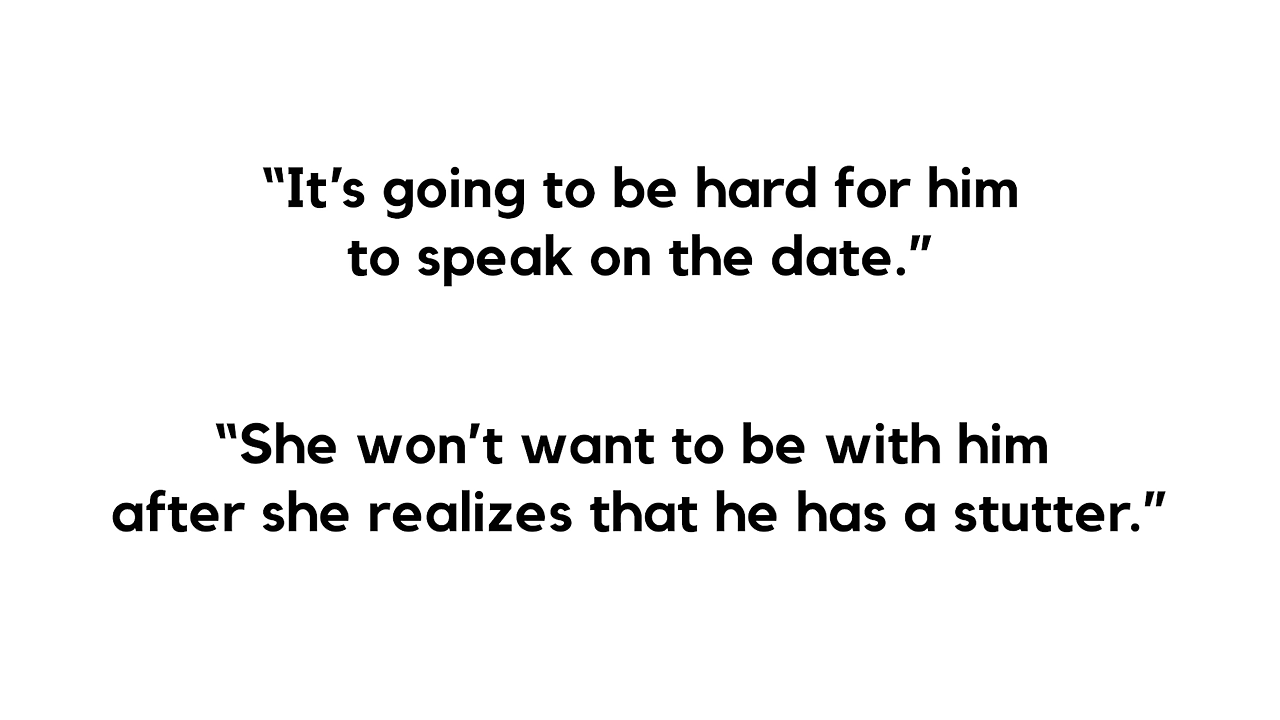 “It’s going to be hard for him
to speak on the date.”
“She won’t want to be with him
after she realizes that he has a stutter.”